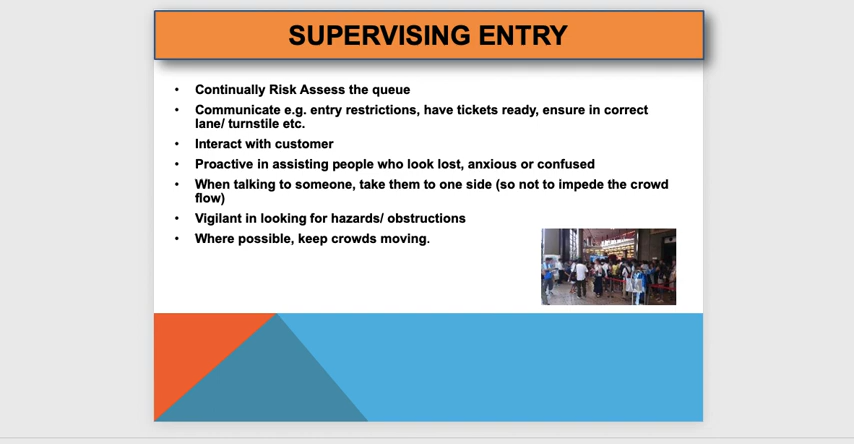 SUPERVISING ENTRY
• Continually Risk Assess the queue
• Communicate e.g. entry restrictions, have tickets ready, ensure in correct
lane/ turnstile etc.
• Interact with customer
• Proactive in assisting people who look lost, anxious or confused
• When talking to someone, take them to one side (so not to impede the crowd
flow)
• Vigilant in looking for hazards/ obstructions
• Where possible, keep crowds moving.